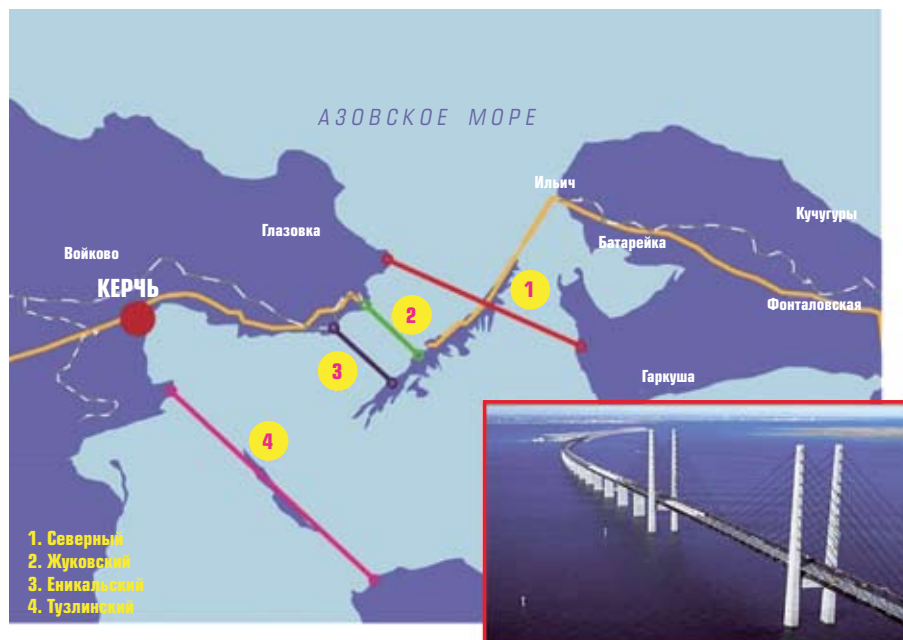 АЗОВСКОЕ МОРЕ
Ильич
Кучугуры
Глазовка
Батарейка
Войково
КЕРЧЬ
1
Фонталовская
2
3
Гаркуша
4
1. Северный
2. Жуковский
3. Еникальский
4. Тузлинский